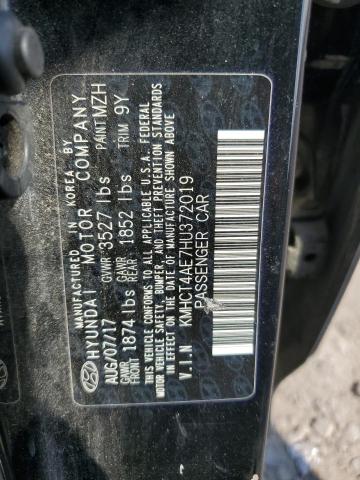 MANUFACTURED IN KOREA BY
HYUNDAI MOTOR COMPANY
AUG/07/17 GVWR 3527 lbs PAINT MZH
GAWR FRONT 1874 lbs GAWR REAR 1852 lbs TRIM 9Y
THIS VEHICLE CONFORMS TO ALL APPLICABLE U.S.A. FEDERAL
MOTOR VEHICLE SAFETY, BUMPER, AND THEFT PREVENTION STANDARDS
IN EFFECT ON THE DATE OF MANUFACTURE SHOWN ABOVE.
V.I.N KMHCT4AE7HU372019
PASSENGER CAR